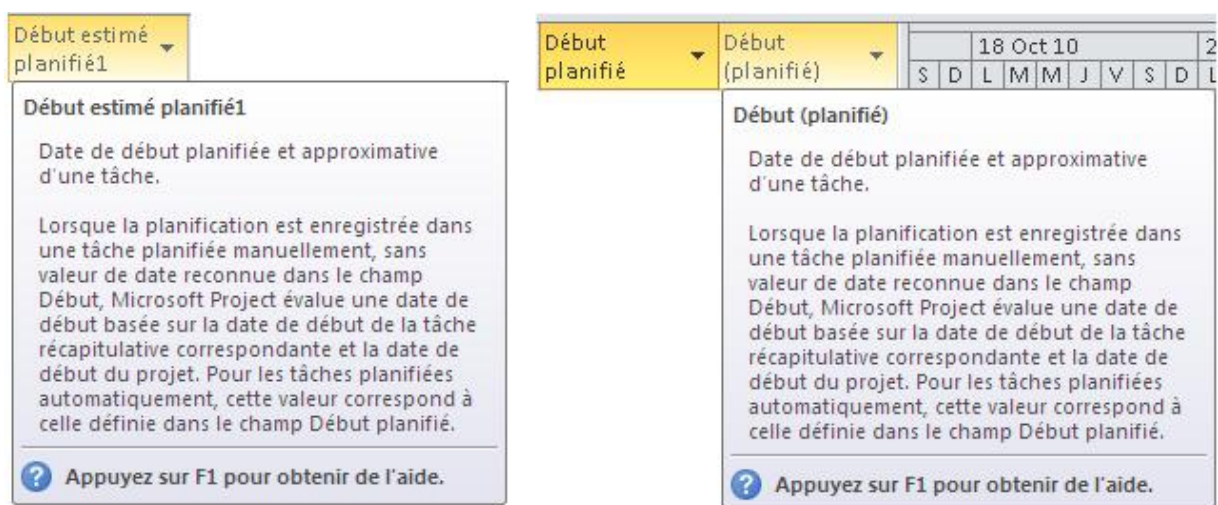 Début estimé
planifié1
Début estimé planifié1
Date de début planifiée et approximative
d'une tâche.
Lorsque la planification est enregistrée dans
une tâche planifiée manuellement, sans
valeur de date reconnue dans le champ
Début, Microsoft Project évalue une date de
début basée sur la date de début de la tâche
récapitulative correspondante et la date de
début du projet. Pour les tâches planifiées
automatiquement, cette valeur correspond à
celle définie dans le champ Début planifié.
Appuyez sur F1 pour obtenir de l'aide.
Début
planifié
Début
(planifié)
18 Oct 10 2
S D L M M J V S D L
Début (planifié)
Date de début planifiée et approximative
d'une tâche.
Lorsque la planification est enregistrée dans
une tâche planifiée manuellement, sans
valeur de date reconnue dans le champ
Début, Microsoft Project évalue une date de
début basée sur la date de début de la tâche
récapitulative correspondante et la date de
début du projet. Pour les tâches planifiées
automatiquement, cette valeur correspond à
celle définie dans le champ Début planifié.
Appuyez sur F1 pour obtenir de l'aide.